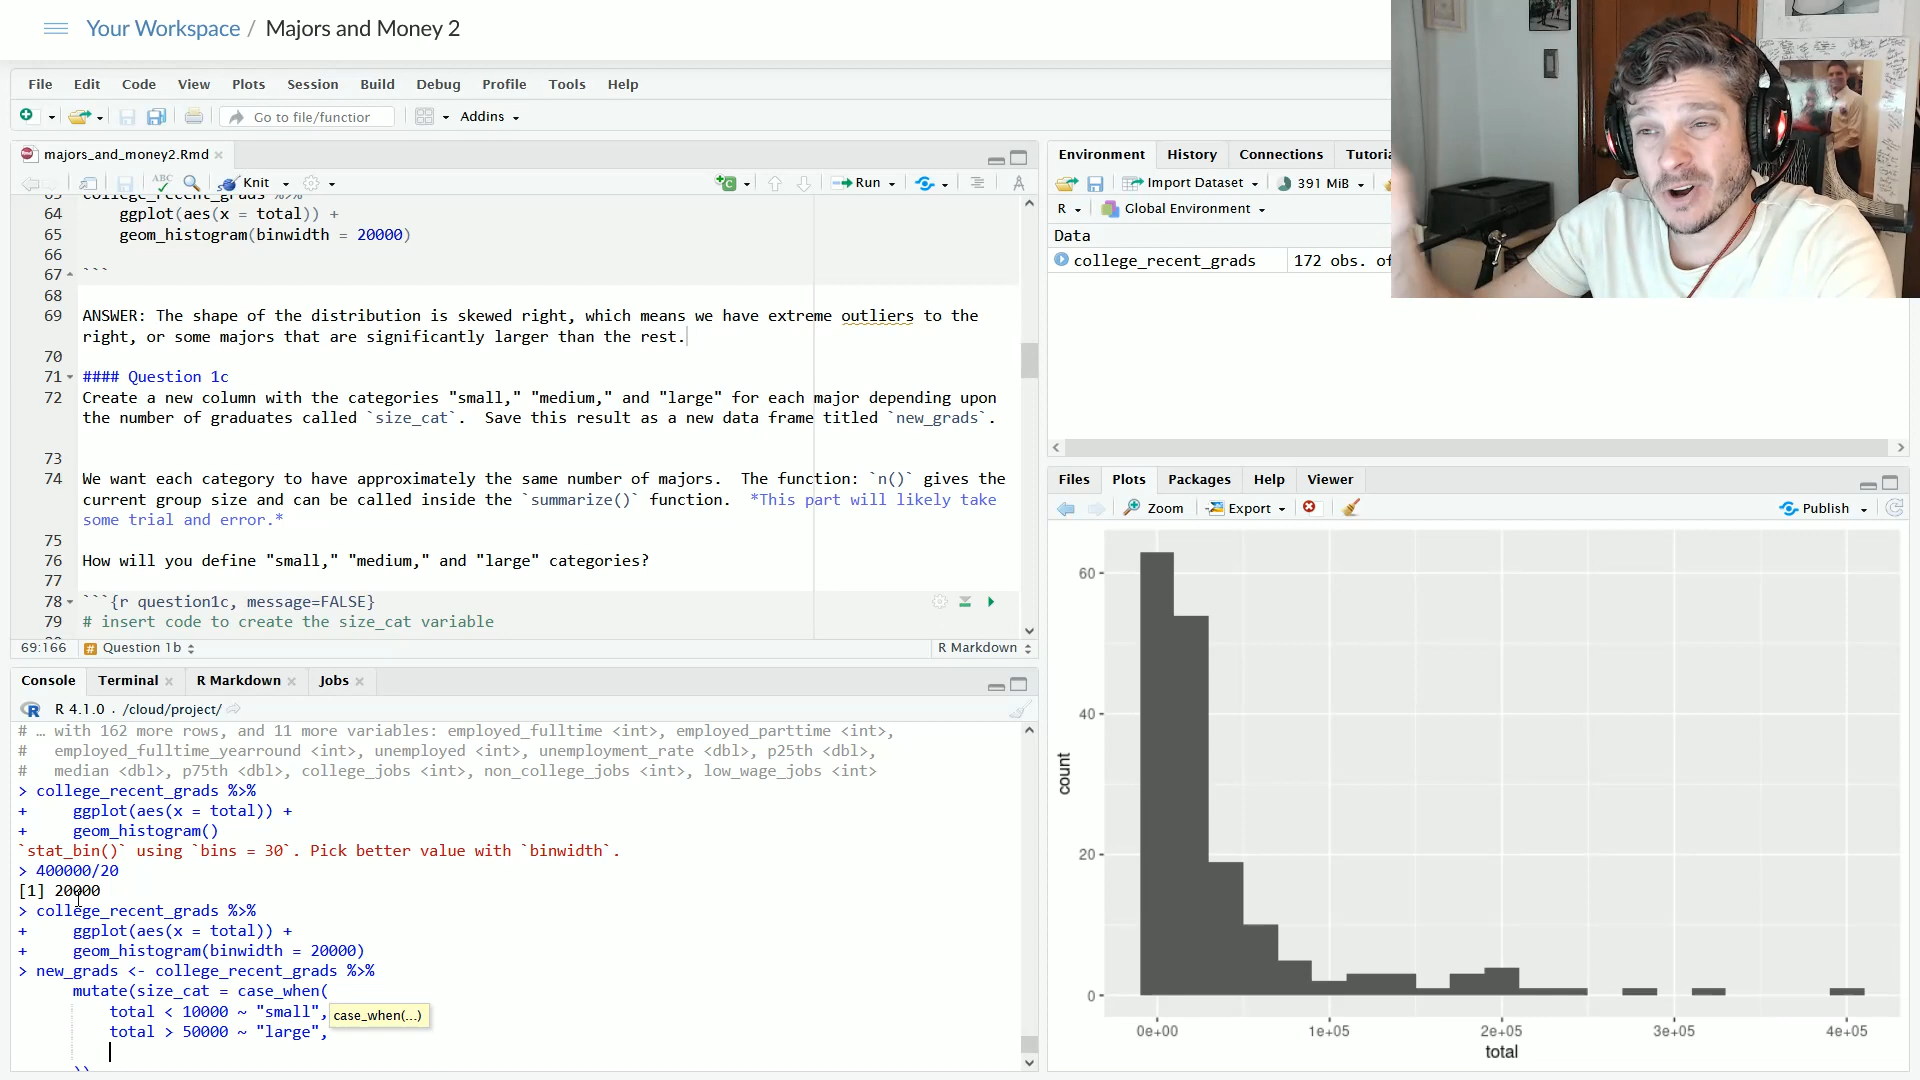 Your Workspace / Majors and Money 2
File Edit Code View Plots Session Build Debug Profile Tools Help
Go to file/function Addins
majors_and_money2.Rmd
ABC Knit Run
64 ggplot(aes(x = total)) +
65 geom_histogram(binwidth = 20000)
66
67 ```
68
69 ANSWER: The shape of the distribution is skewed right, which means we have extreme outliers to the
right, or some majors that are significantly larger than the rest.
70
71 #### Question 1c
72 Create a new column with the categories "small," "medium," and "large" for each major depending upon
the number of graduates called `size_cat`.  Save this result as a new data frame titled `new_grads`.
73
74 We want each category to have approximately the same number of majors.  The function: `n()` gives the
current group size and can be called inside the `summarize()` function.  *This part will likely take
some trial and error.*
75
76 How will you define "small," "medium," and "large" categories?
77
78 ```{r question1c, message=FALSE}
79 # insert code to create the size_cat variable
69:166 # Question 1b R Markdown
Console Terminal R Markdown Jobs
R 4.1.0 . /cloud/project/
# … with 162 more rows, and 11 more variables: employed_fulltime <int>, employed_parttime <int>,
#   employed_fulltime_yearround <int>, unemployed <int>, unemployment_rate <dbl>, p25th <dbl>,
#   median <dbl>, p75th <dbl>, college_jobs <int>, non_college_jobs <int>, low_wage_jobs <int>
> college_recent_grads %>%
+     ggplot(aes(x = total)) +
+     geom_histogram()
`stat_bin()` using `bins = 30`. Pick better value with `binwidth`.
> 400000/20
[1] 20000
> college_recent_grads %>%
+     ggplot(aes(x = total)) +
+     geom_histogram(binwidth = 20000)
> new_grads <- college_recent_grads %>%
mutate(size_cat = case_when(
total < 10000 ~ "small",
case_when(...)
total > 50000 ~ "large",
))
Environment History Connections Tutori
Import Dataset 391 MiB
R Global Environment
Data
college_recent_grads 172 obs. of
Files Plots Packages Help Viewer
Zoom Export Publish
60
40
20
0
count
0e+00 1e+05 2e+05 3e+05 4e+05
total